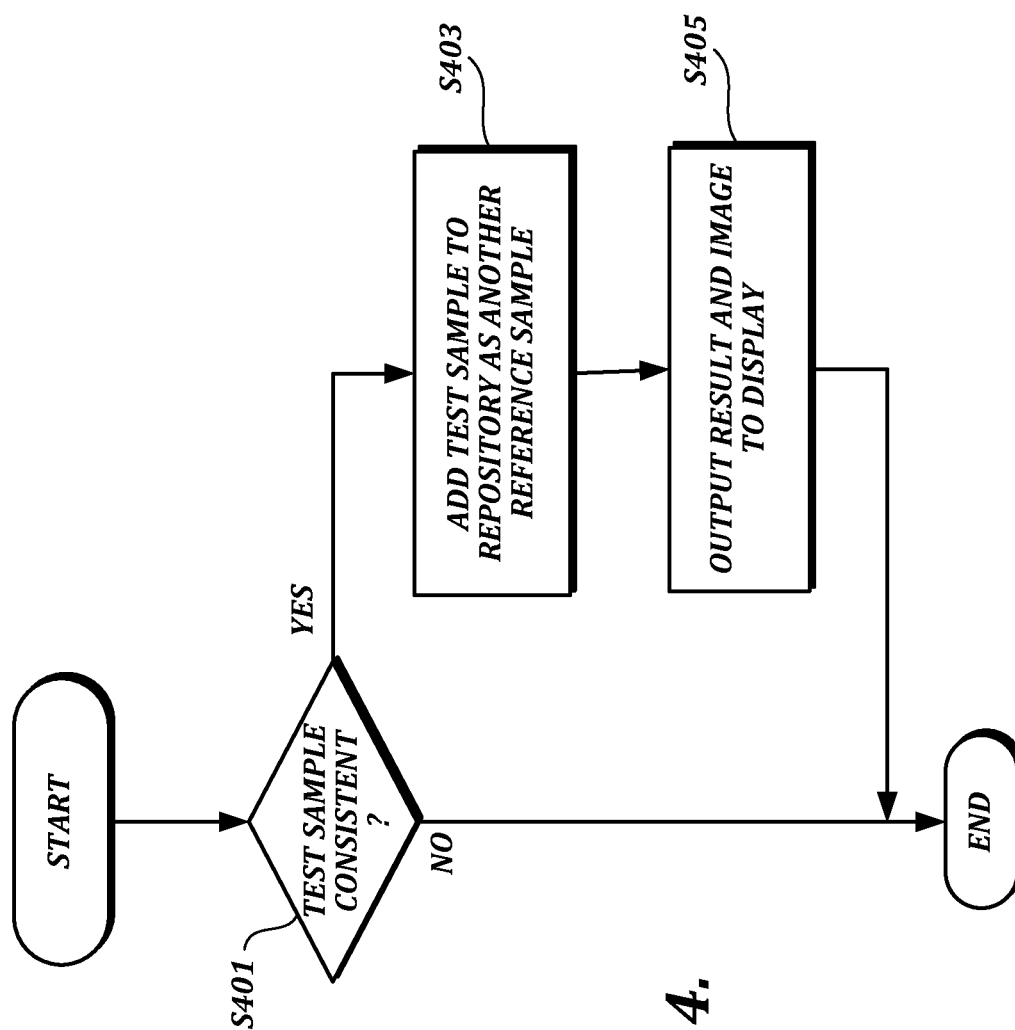 START
S401
TEST SAMPLE
CONSISTENT
?
YES
NO
S403
ADD TEST SAMPLE TO
REPOSITORY AS ANOTHER
REFERENCE SAMPLE
S405
OUTPUT RESULT AND IMAGE
TO DISPLAY
END
4.